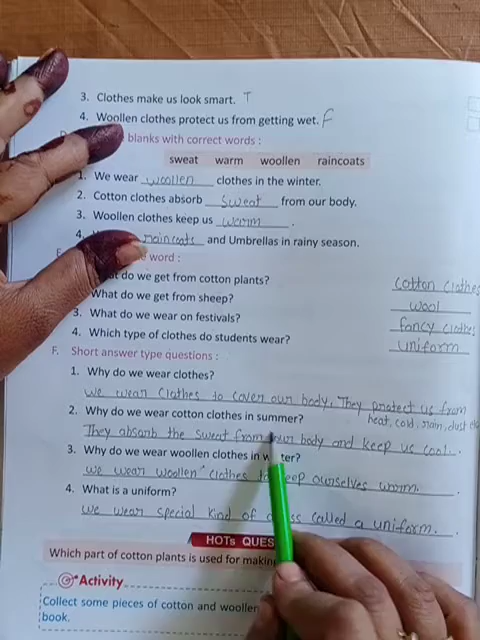 3. Clothes make us look smart. T
4. Woollen clothes protect us from getting wet. F
blanks with correct words :
sweat warm woollen raincoats
1. We wear woollen clothes in the winter.
2. Cotton clothes absorb sweat from our body.
3. Woollen clothes keep us warm.
4. raincoats and Umbrellas in rainy season.
word :
do we get from cotton plants? cotton clothes
What do we get from sheep? wool
3. What do we wear on festivals? fancy clothes
4. Which type of clothes do students wear? uniform
F. Short answer type questions :
1. Why do we wear clothes?
We wear clothes to cover our body. They protect us from
heat, cold, rain, dust etc
2. Why do we wear cotton clothes in summer?
They absorb the sweat from our body and keep us cool.
3. Why do we wear woollen clothes in winter?
we wear woollen clothes to keep ourselves warm.
4. What is a uniform?
we wear special kind of dress called a uniform.
HOTs QUES
Which part of cotton plants is used for making
Activity
Collect some pieces of cotton and woollen
book.